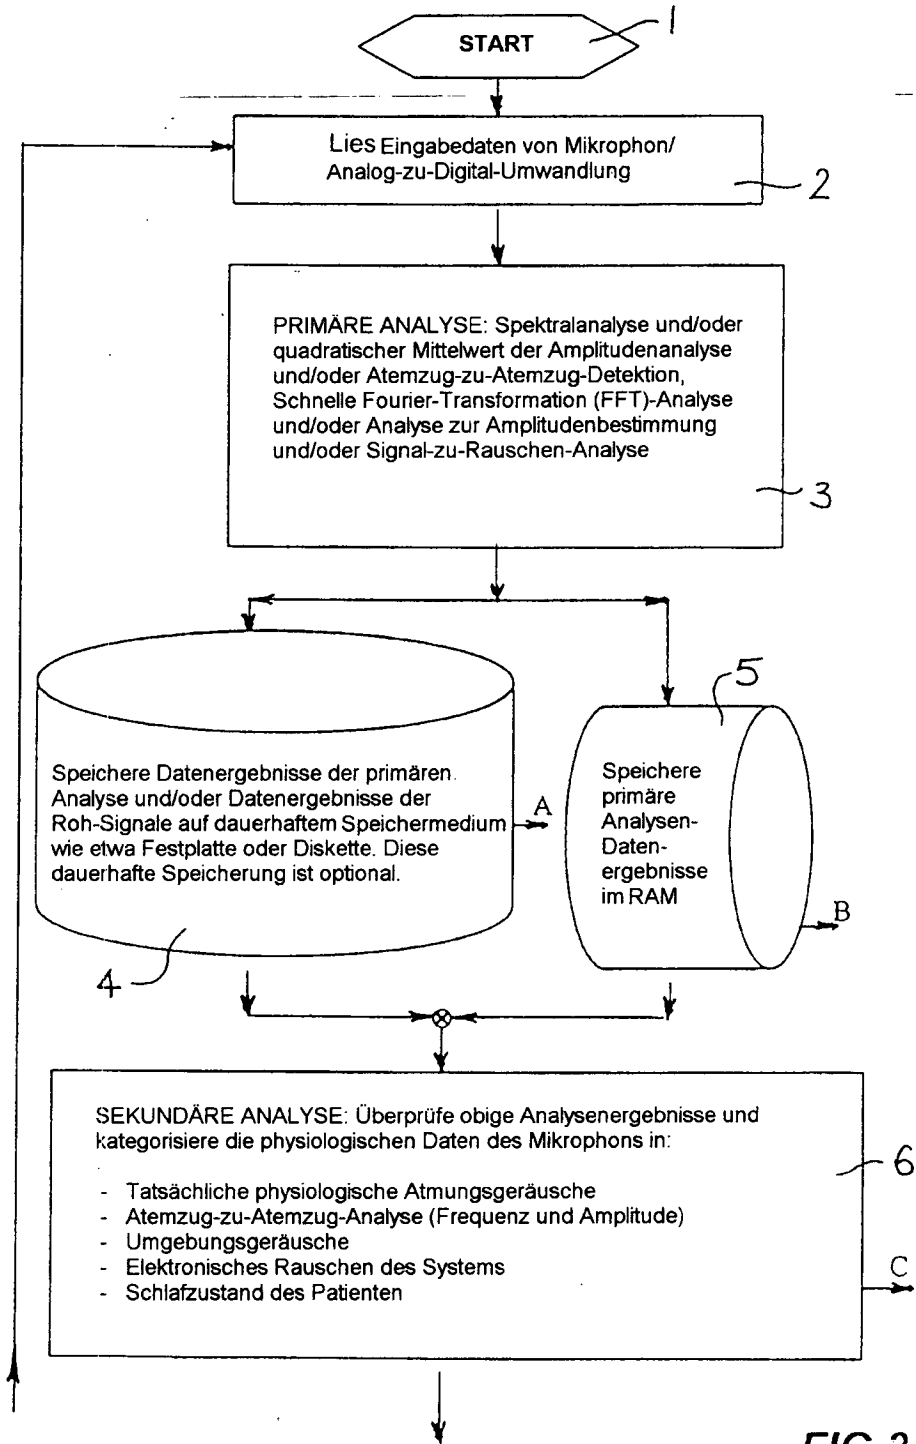 START
1
Lies Eingabedaten von Mikrophon/
Analog-zu-Digital-Umwandlung
2
PRIMÄRE ANALYSE: Spektralanalyse und/oder
quadratischer Mittelwert der Amplitudenanalyse
und/oder Atemzug-zu-Atemzug-Detektion,
Schnelle Fourier-Transformation (FFT)-Analyse
und/oder Analyse zur Amplitudenbestimmung
und/oder Signal-zu-Rauschen-Analyse
3
Speichere Datenergebnisse der primären
Analyse und/oder Datenergebnisse der
Roh-Signale auf dauerhaftem Speichermedium
wie etwa Festplatte oder Diskette. Diese
dauerhafte Speicherung ist optional.
A
4
5
Speichere
primäre
Analysen-
Daten-
ergebnisse
im RAM
B
SEKUNDÄRE ANALYSE: Überprüfe obige Analysenergebnisse und
kategorisiere die physiologischen Daten des Mikrophons in:
- Tatsächliche physiologische Atmungsgeräusche
- Atemzug-zu-Atemzug-Analyse (Frequenz und Amplitude)
- Umgebungsgeräusche
- Elektronisches Rauschen des Systems
- Schlafzustand des Patienten
6
C